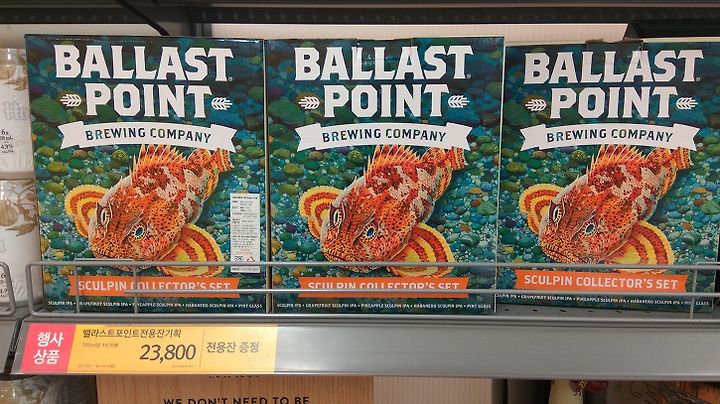 BALLAST
POINT
BREWING COMPANY
SCULPIN COLLECTOR'S SET
SCULPIN IPA • GRAPEFRUIT SCULPIN IPA • PINEAPPLE SCULPIN IPA • HABANERO SCULPIN IPA • PINT GLASS
BALLAST
POINT
BREWING COMPANY
SCULPIN COLLECTOR'S SET
SCULPIN IPA • GRAPEFRUIT SCULPIN IPA • PINEAPPLE SCULPIN IPA • HABANERO SCULPIN IPA • PINT GLASS
BALLAST
POINT
BREWING COMPANY
SCULPIN COLLECTOR'S SET
SCULPIN IPA • GRAPEFRUIT SCULPIN IPA • PINEAPPLE SCULPIN IPA • HABANERO SCULPIN IPA • PINT GLASS
행사
상품
밸라스트포인트전용잔기획
23,800
전용잔 증정
WE DON'T NEED TO BE